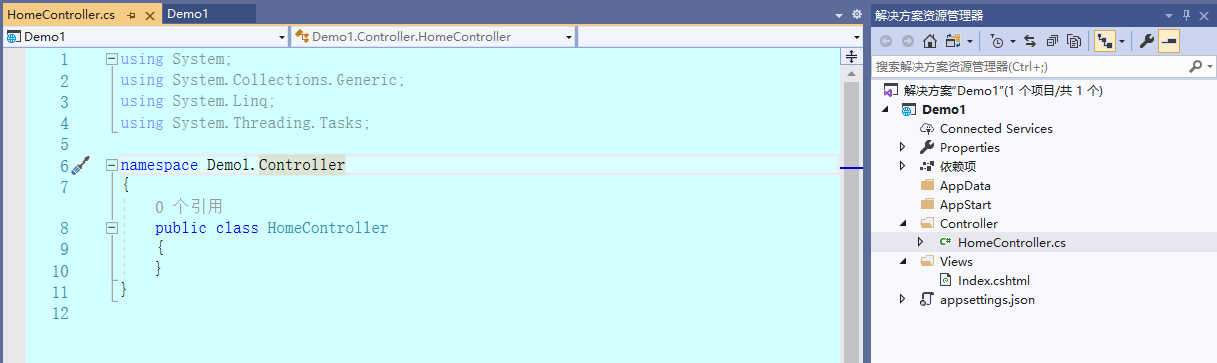 HomeController.cs
Demo1
Demo1
Demo1.Controller.HomeController
1 using System;
2 using System.Collections.Generic;
3 using System.Linq;
4 using System.Threading.Tasks;
5
6 namespace Demo1.Controller
7 {
0 个引用
8 public class HomeController
9 {
10 }
11 }
12
解决方案资源管理器
搜索解决方案资源管理器(Ctrl+;)
解决方案"Demo1"(1 个项目/共 1 个)
Demo1
Connected Services
Properties
依赖项
AppData
AppStart
Controller
C# HomeController.cs
Views
Index.cshtml
appsettings.json